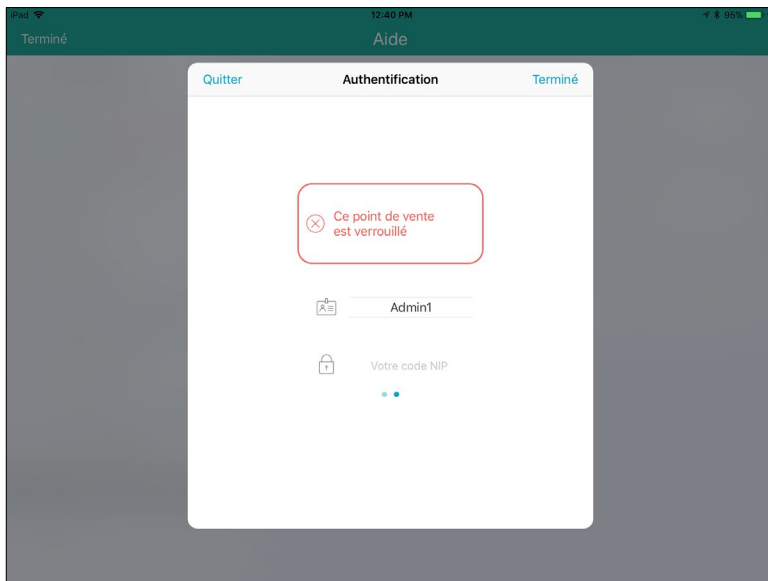 iPad 12:40 PM 95%
Terminé Aide
Quitter Authentification Terminé
Ce point de vente
est verrouillé
Admin1
Votre code NIP